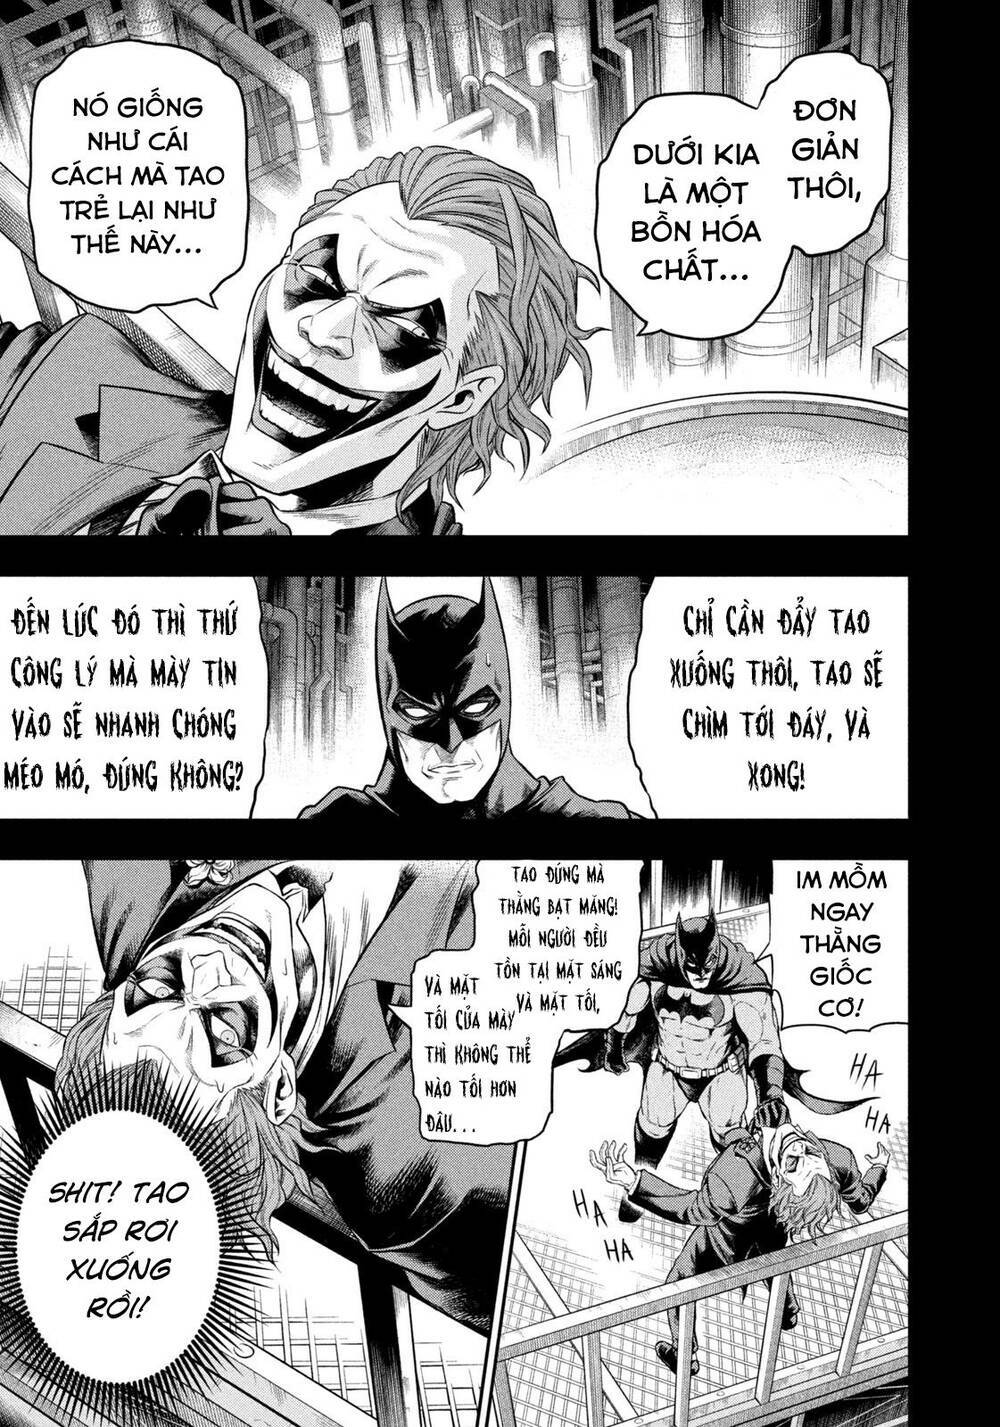 ĐƠN
GIẢN
THÔI,
DƯỚI KIA
LÀ MỘT
BỒN HÓA
CHẤT...
NÓ GIỐNG
NHƯ CÁI
CÁCH MÀ TAO
TRẺ LẠI NHƯ
THẾ NÀY...
CHỈ CẦN ĐẨY TAO
XUỐNG THÔI, TAO SẼ
CHÌM TỚI ĐÁY, VÀ
XONG!
ĐẾN LÚC ĐÓ THÌ THỨ
CÔNG LÝ MÀ MÀY TIN
VÀO SẼ NHANH CHÓNG
MÉO MÓ, ĐÚNG KHÔNG?
IM MỒM
NGAY
THẰNG
GIỐC
CƠ!
HA
HA
HA
HA
TAO ĐÚNG MÀ
THẰNG BẠT MĂNG!
MỖI NGƯỜI ĐỀU
TỒN TẠI MẶT SÁNG
VÀ MẶT TỐI,
VÀ MẶT
TỐI CỦA MÀY
THÌ KHÔNG THỂ
NÀO TỐI HƠN
ĐÂU...
SHIT! TAO
SẮP RƠI
XUỐNG
RỒI!